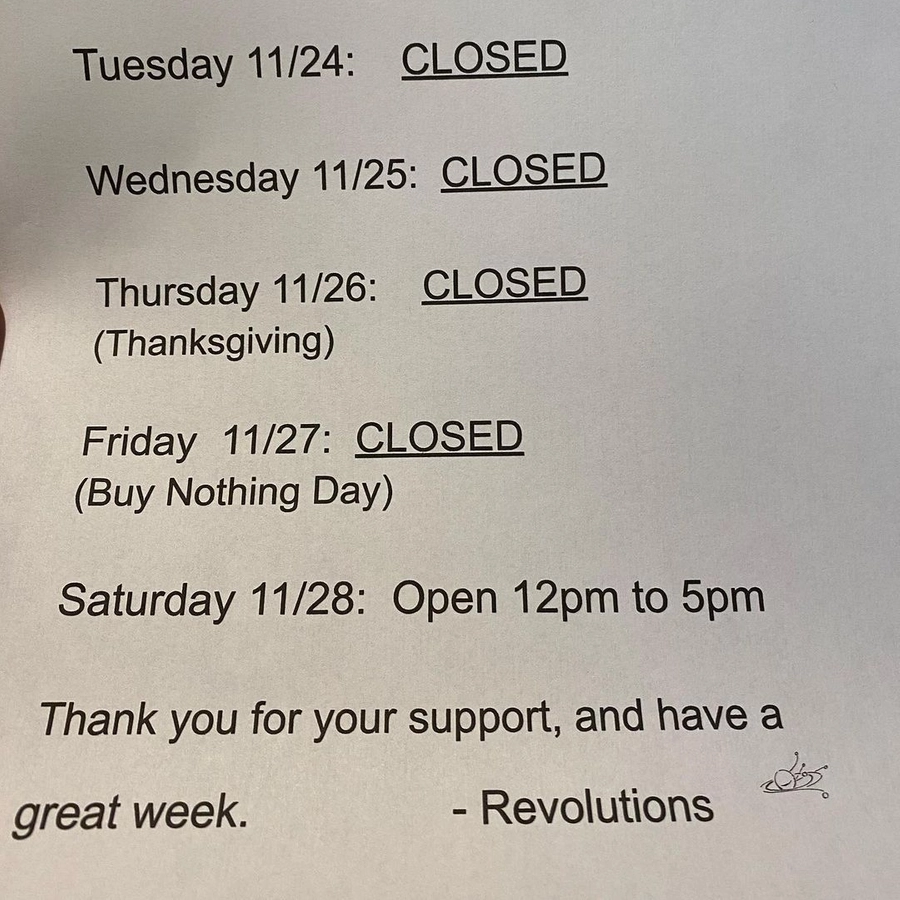 Tuesday 11/24: CLOSED
Wednesday 11/25: CLOSED
Thursday 11/26: CLOSED
(Thanksgiving)
Friday 11/27: CLOSED
(Buy Nothing Day)
Saturday 11/28: Open 12pm to 5pm
Thank you for your support, and have a
great week. - Revolutions